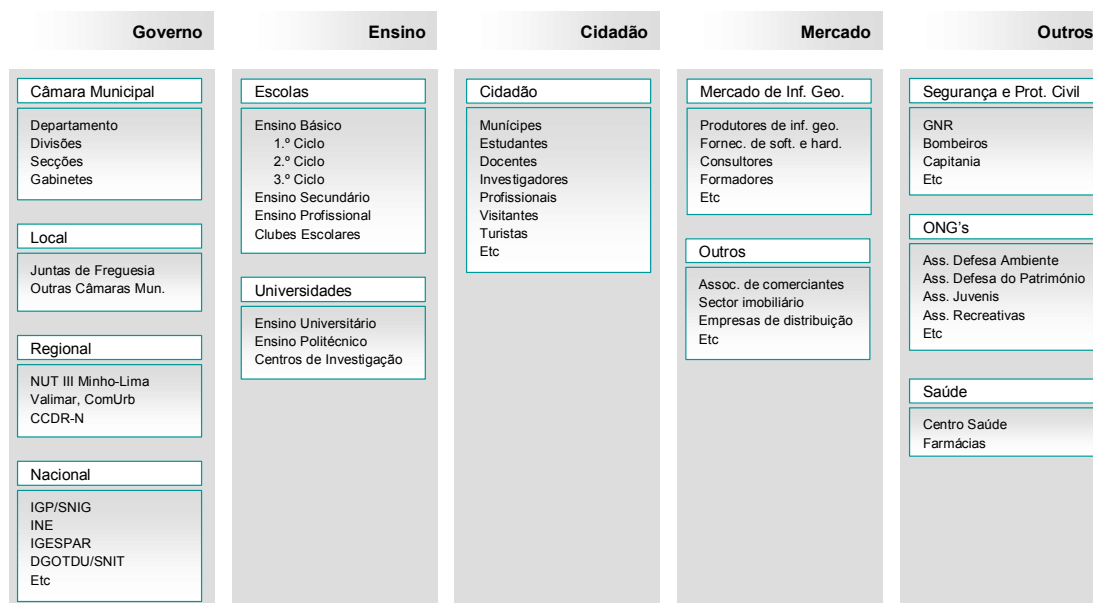 Governo
Câmara Municipal
Departamento
Divisões
Secções
Gabinetes
Local
Juntas de Freguesia
Outras Câmaras Mun.
Regional
NUT III Minho-Lima
Valimar, ComUrb
CCDR-N
Nacional
IGP/SNIG
INE
IGESPAR
DGOTDU/SNIT
Etc
Ensino
Escolas
Ensino Básico
1.º Ciclo
2.º Ciclo
3.º Ciclo
Ensino Secundário
Ensino Profissional
Clubes Escolares
Universidades
Ensino Universitário
Ensino Politécnico
Centros de Investigação
Cidadão
Cidadão
Munícipes
Estudantes
Docentes
Investigadores
Profissionais
Visitantes
Turistas
Etc
Mercado
Mercado de Inf. Geo.
Produtores de inf. geo.
Fornec. de soft. e hard.
Consultores
Formadores
Etc
Outros
Assoc. de comerciantes
Sector imobiliário
Empresas de distribuição
Etc
Outros
Segurança e Prot. Civil
GNR
Bombeiros
Capitania
Etc
ONG's
Ass. Defesa Ambiente
Ass. Defesa do Património
Ass. Juvenis
Ass. Recreativas
Etc
Saúde
Centro Saúde
Farmácias